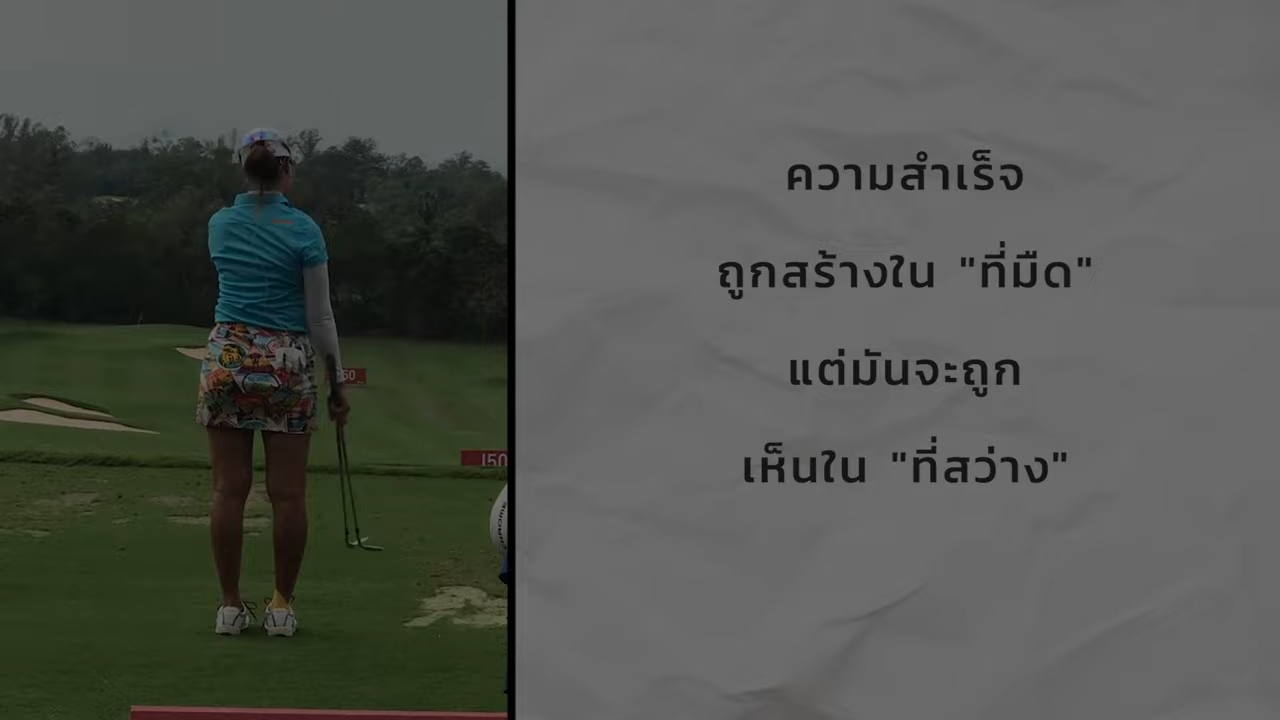 ความสำเร็จ
ถูกสร้างใน "ที่มืด"
แต่มันจะถูก
เห็นใน "ที่สว่าง"
150